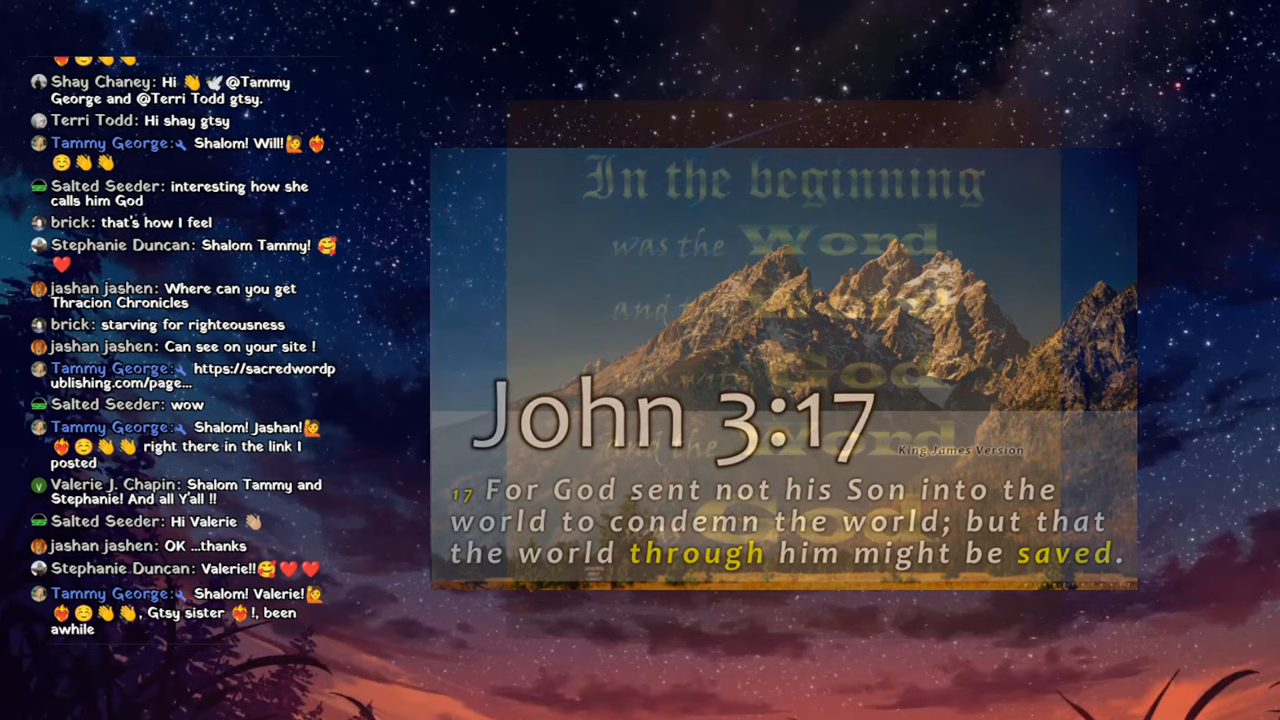 Shay Chaney: Hi 👋 🕊 @Tammy
George and @Terri Todd gtsy.
Terri Todd: Hi shay gtsy
Tammy George: Shalom! Will!🙋 ❤️‍🔥
☺️👋 👋
Salted Seeder: interesting how she
calls him God
brick: that's how I feel
Stephanie Duncan: Shalom Tammy! 🥰
❤️
jashan jashen: Where can you get
Thracion Chronicles
brick: starving for righteousness
jashan jashen: Can see on your site !
Tammy George: https://sacredwordp
ublishing.com/page...
Salted Seeder: wow
Tammy George: Shalom! Jashan!🙋
❤️‍🔥 ☺️ 👋 👋 right there in the link I
posted
Valerie J. Chapin: Shalom Tammy and
Stephanie! And all Y'all !!
Salted Seeder: Hi Valerie 👋🏼
jashan jashen: OK ...thanks
Stephanie Duncan: Valerie!!🥰❤️❤️
Tammy George: Shalom! Valerie!🙋
❤️‍🔥 ☺️ 👋 👋, Gtsy sister ❤️‍🔥!, been
awhile
In the beginning
was the Word
and
God
John 3:17
and the Word
King James Version
God
17 For God sent not his Son into the
world to condemn the world; but that
the world through him might be saved.